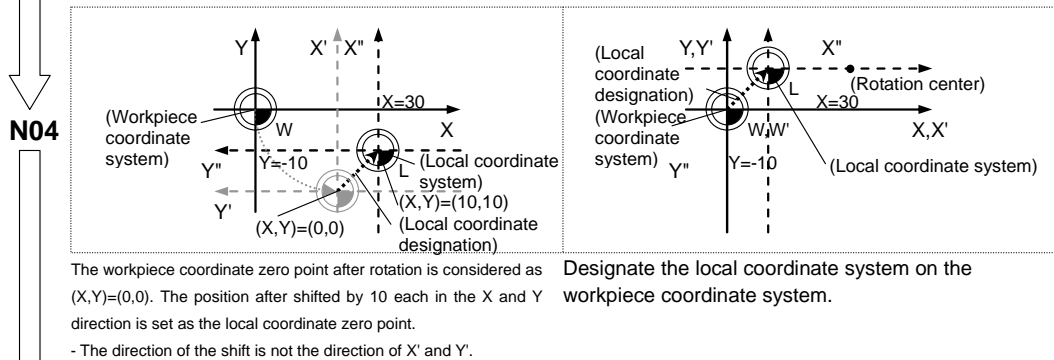 N04
Y
X'
X"
X=30
(Workpiece
coordinate
system)
W
X
Y"
Y=-10
L
(Local coordinate
system)
Y'
(X,Y)=(10,10)
(X,Y)=(0,0)
(Local coordinate
designation)
(Local
coordinate
designation)
(Workpiece
coordinate
system)
Y,Y'
X"
L
(Rotation center)
X=30
W,W'
X,X'
Y"
Y=-10
(Local coordinate system)
The workpiece coordinate zero point after rotation is considered as
(X,Y)=(0,0). The position after shifted by 10 each in the X and Y
direction is set as the local coordinate zero point.
- The direction of the shift is not the direction of X' and Y'.
Designate the local coordinate system on the
workpiece coordinate system.